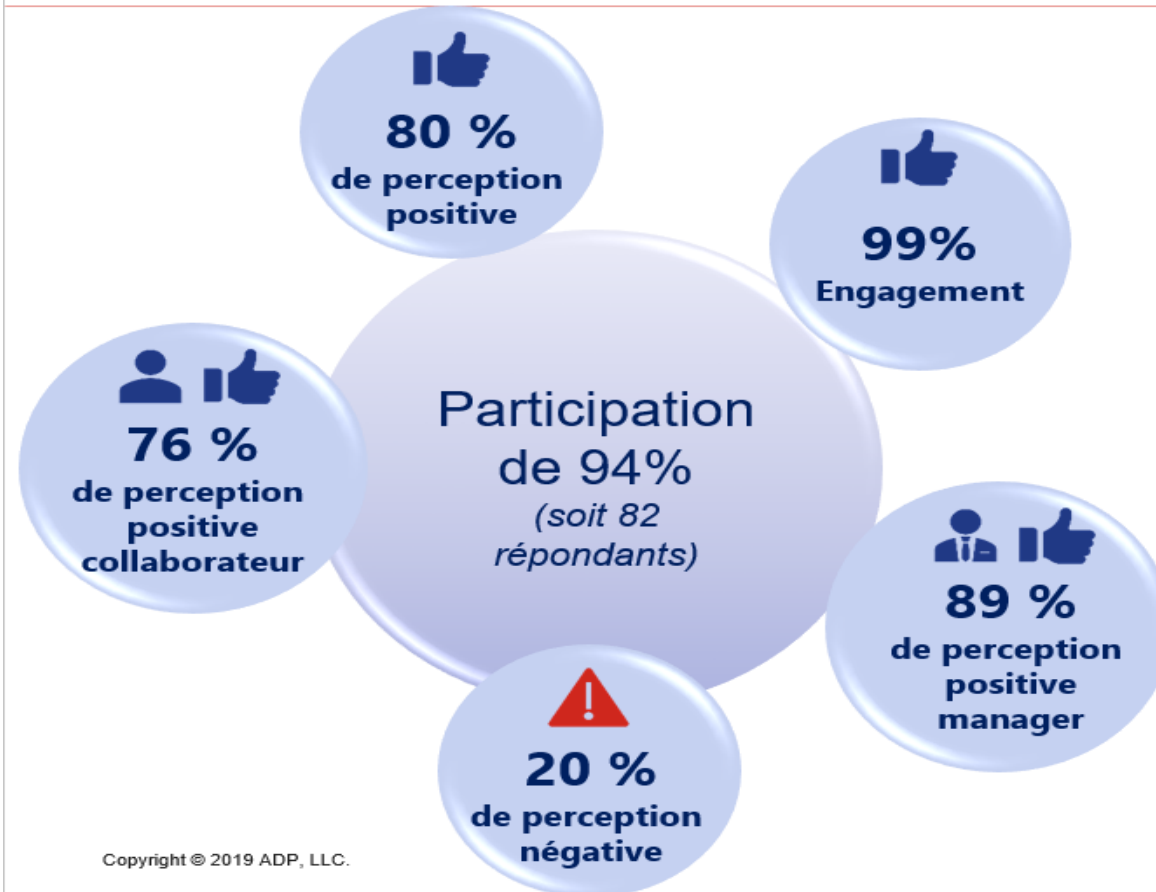 80 %
de perception
positive
99%
Engagement
Participation
de 94%
(soit 82
répondants)
76 %
de perception
positive
collaborateur
89 %
de perception
positive
manager
20 %
de perception
négative
Copyright © 2019 ADP, LLC.